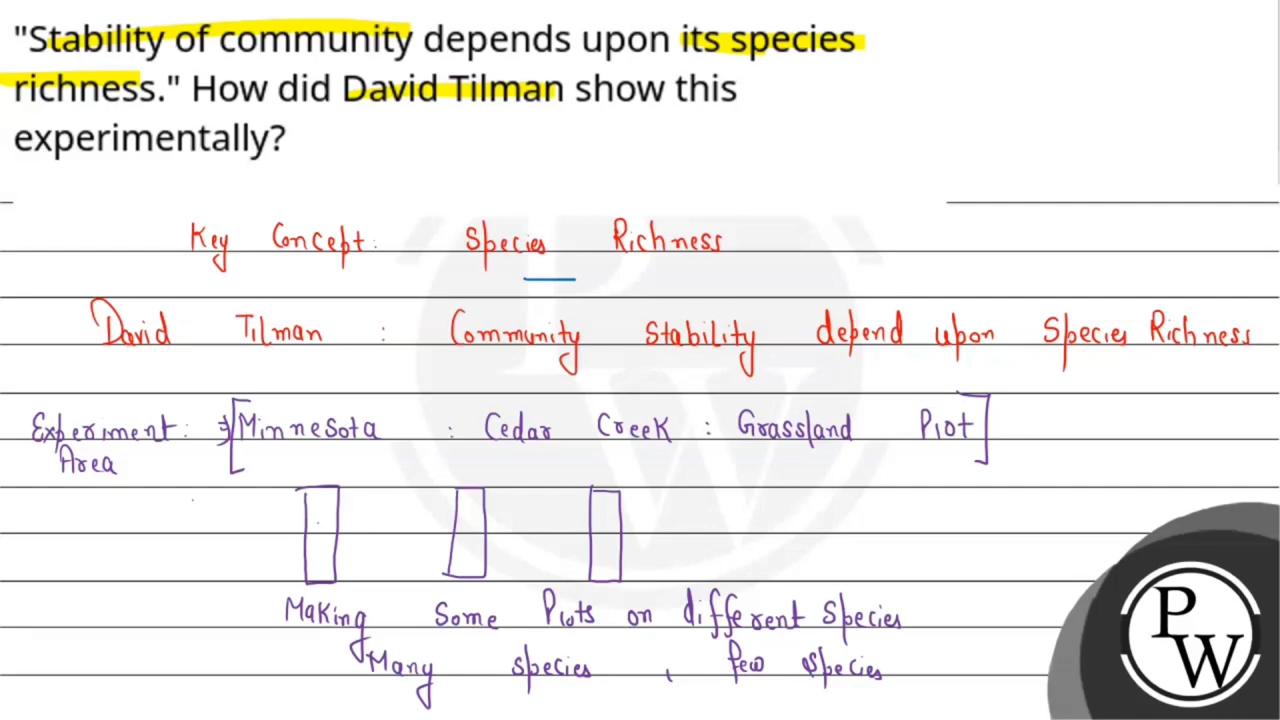 "Stability of community depends upon its species
richness." How did David Tilman show this
experimentally?
Key Concept: Species Richness
David Tilman : Community Stability depend upon Species Richness
Experiment: ⇒ [Minnesota : Cedar Creek : Grassland Plot]
Area
Making Some Plots on different species
Many species , few species
P
W